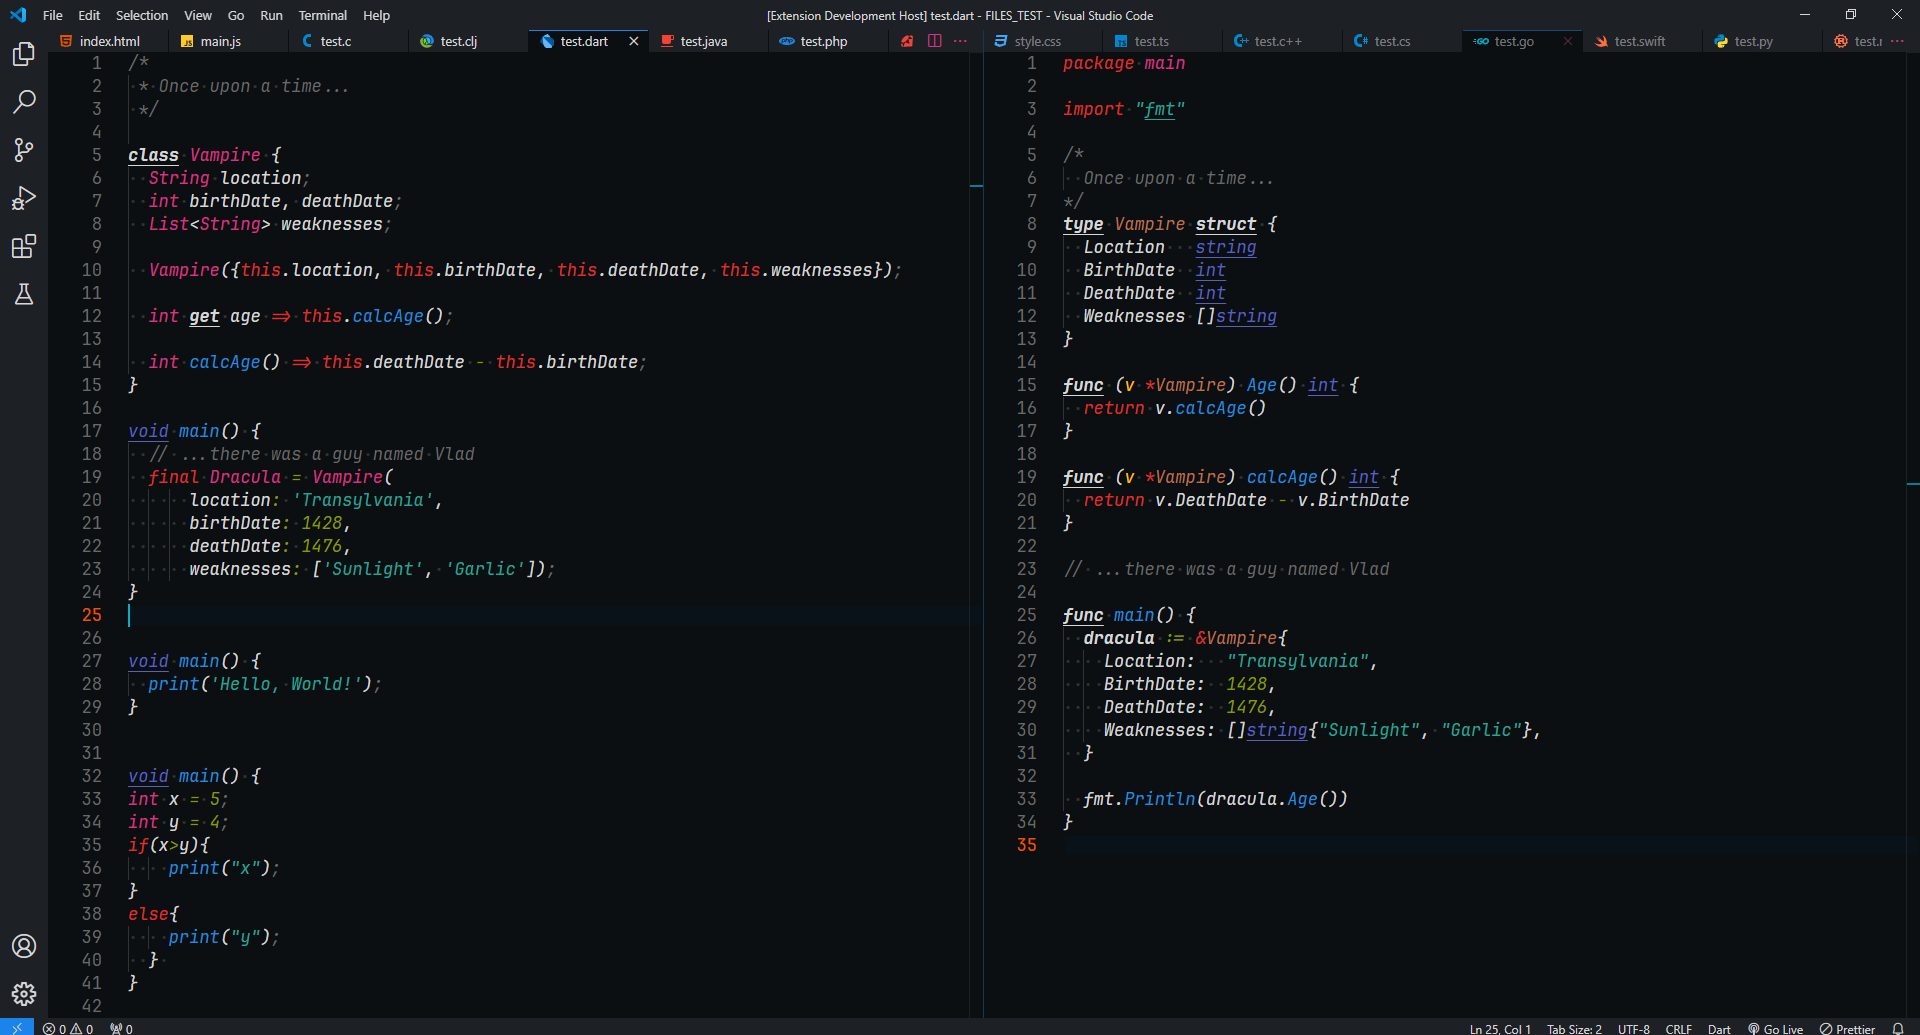 File Edit Selection View Go Run Terminal Help
[Extension Development Host] test.dart - FILES_TEST - Visual Studio Code
index.html main.js test.c test.clj test.dart test.java test.php
style.css test.ts test.c++ test.cs test.go test.swift test.py test.r
1 /*
2  * Once upon a time...
3  */
4
5 class Vampire {
6   String location;
7   int birthDate, deathDate;
8   List<String> weaknesses;
9
10   Vampire({this.location, this.birthDate, this.deathDate, this.weaknesses});
11
12   int get age => this.calcAge();
13
14   int calcAge() => this.deathDate - this.birthDate;
15 }
16
17 void main() {
18   // ...there was a guy named Vlad
19   final Dracula = Vampire(
20       location: 'Transylvania',
21       birthDate: 1428,
22       deathDate: 1476,
23       weaknesses: ['Sunlight', 'Garlic']);
24 }
25
26
27 void main() {
28   print('Hello, World!');
29 }
30
31
32 void main() {
33 int x = 5;
34 int y = 4;
35 if(x>y){
36     print("x");
37 }
38 else{
39     print("y");
40   }
41 }
42
1 package main
2
3 import "fmt"
4
5 /*
6   Once upon a time...
7 */
8 type Vampire struct {
9   Location   string
10   BirthDate  int
11   DeathDate  int
12   Weaknesses []string
13 }
14
15 func (v *Vampire) Age() int {
16   return v.calcAge()
17 }
18
19 func (v *Vampire) calcAge() int {
20   return v.DeathDate - v.BirthDate
21 }
22
23 // ...there was a guy named Vlad
24
25 func main() {
26   dracula := &Vampire{
27     Location:   "Transylvania",
28     BirthDate:  1428,
29     DeathDate:  1476,
30     Weaknesses: []string{"Sunlight", "Garlic"},
31   }
32
33   fmt.Println(dracula.Age())
34 }
35
0 0 0 Ln 25, Col 1 Tab Size: 2 UTF-8 CRLF Dart Go Live Prettier